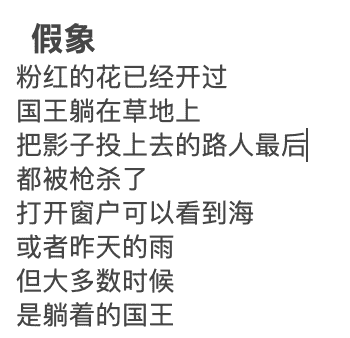 假象
粉红的花已经开过
国王躺在草地上
把影子投上去的路人最后
都被枪杀了
打开窗户可以看到海
或者昨天的雨
但大多数时候
是躺着的国王